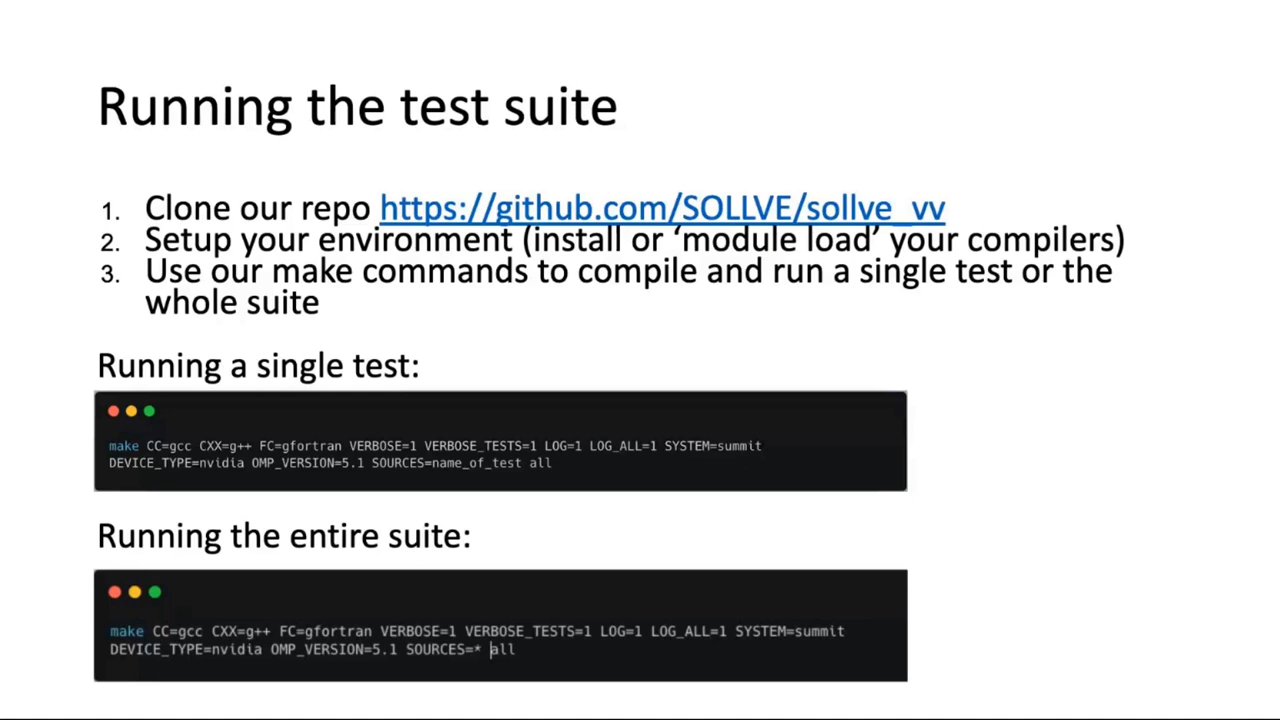 Running the test suite
1. Clone our repo https://github.com/SOLLVE/sollve_vv
2. Setup your environment (install or ‘module load’ your compilers)
3. Use our make commands to compile and run a single test or the
whole suite
Running a single test:
make CC=gcc CXX=g++ FC=gfortran VERBOSE=1 VERBOSE_TESTS=1 LOG=1 LOG_ALL=1 SYSTEM=summit
DEVICE_TYPE=nvidia OMP_VERSION=5.1 SOURCES=name_of_test all
Running the entire suite:
make CC=gcc CXX=g++ FC=gfortran VERBOSE=1 VERBOSE_TESTS=1 LOG=1 LOG_ALL=1 SYSTEM=summit
DEVICE_TYPE=nvidia OMP_VERSION=5.1 SOURCES=* all